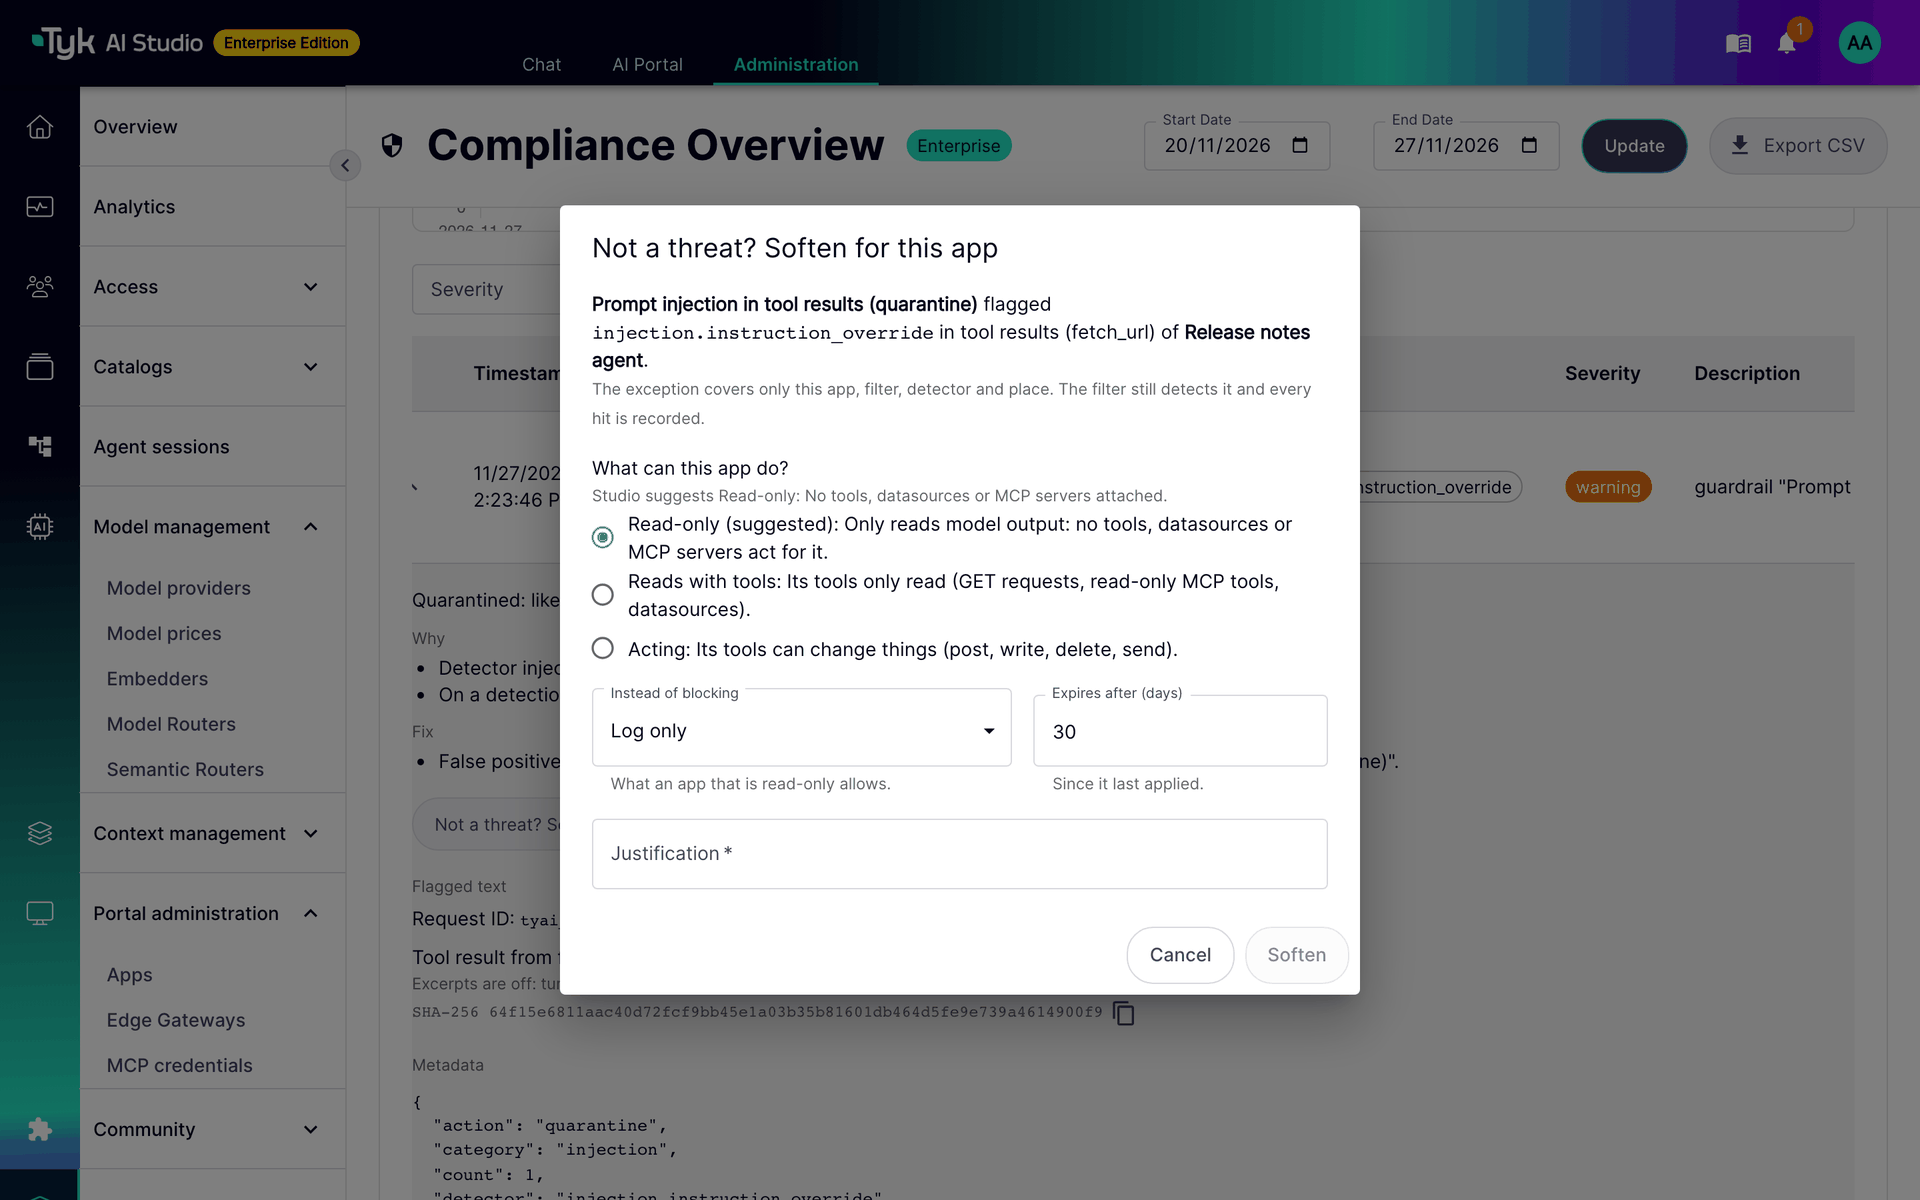 Tyk AI Studio Enterprise Edition
Chat
AI Portal
Administration
1
AA
Overview
Analytics
Access
Catalogs
Agent sessions
Model management
Model providers
Model prices
Embedders
Model Routers
Semantic Routers
Context management
Portal administration
Apps
Edge Gateways
MCP credentials
Community
Compliance Overview Enterprise
Start Date
20/11/2026
End Date
27/11/2026
Update
Export CSV
2026-11-27
Severity
Severity
Description
11/27/202
2:23:46 P
nstruction_override
warning
guardrail "Prompt
Quarantined: like
Why
Detector injec
On a detectio
Fix
False positive
ne)".
Not a threat? S
Flagged text
Request ID: tyai
Tool result from
Excerpts are off: tur
SHA-256 64f15e6811aac40d72fcf9bb45e1a03b35b81601db464d5fe9e739a4614900f9
Metadata
{
"action": "quarantine",
"category": "injection",
"count": 1,
"detector": "injection.instruction_override"
Not a threat? Soften for this app
Prompt injection in tool results (quarantine) flagged
injection.instruction_override in tool results (fetch_url) of Release notes
agent.
The exception covers only this app, filter, detector and place. The filter still detects it and every
hit is recorded.
What can this app do?
Studio suggests Read-only: No tools, datasources or MCP servers attached.
Read-only (suggested): Only reads model output: no tools, datasources or
MCP servers act for it.
Reads with tools: Its tools only read (GET requests, read-only MCP tools,
datasources).
Acting: Its tools can change things (post, write, delete, send).
Instead of blocking
Log only
What an app that is read-only allows.
Expires after (days)
30
Since it last applied.
Justification *
Cancel
Soften